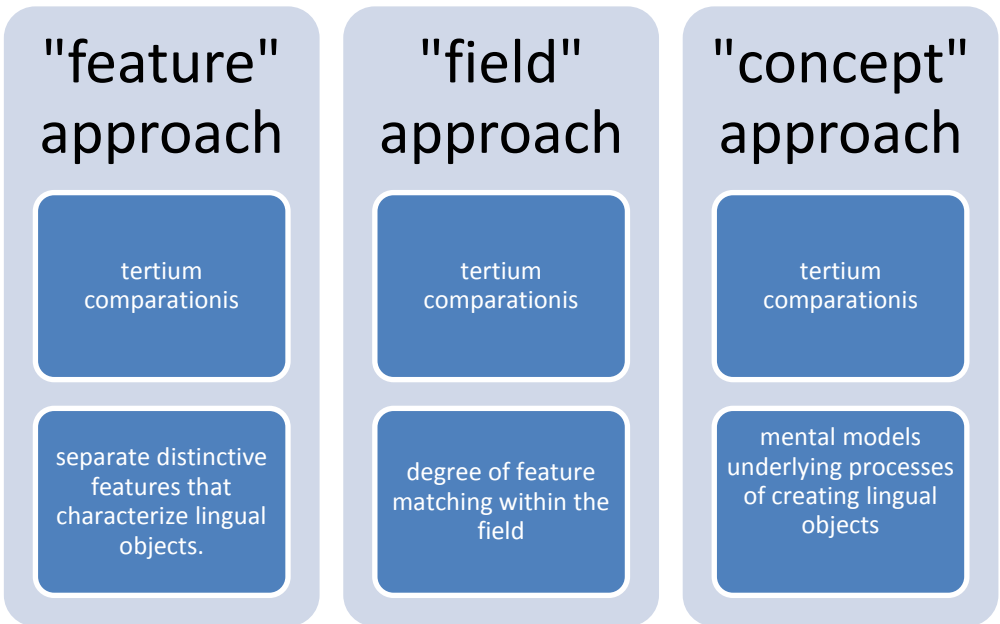 "feature"
approach
tertium
comparationis
separate distinctive
features that
characterize lingual
objects.
"field"
approach
tertium
comparationis
degree of feature
matching within the
field
"concept"
approach
tertium
comparationis
mental models
underlying processes
of creating lingual
objects